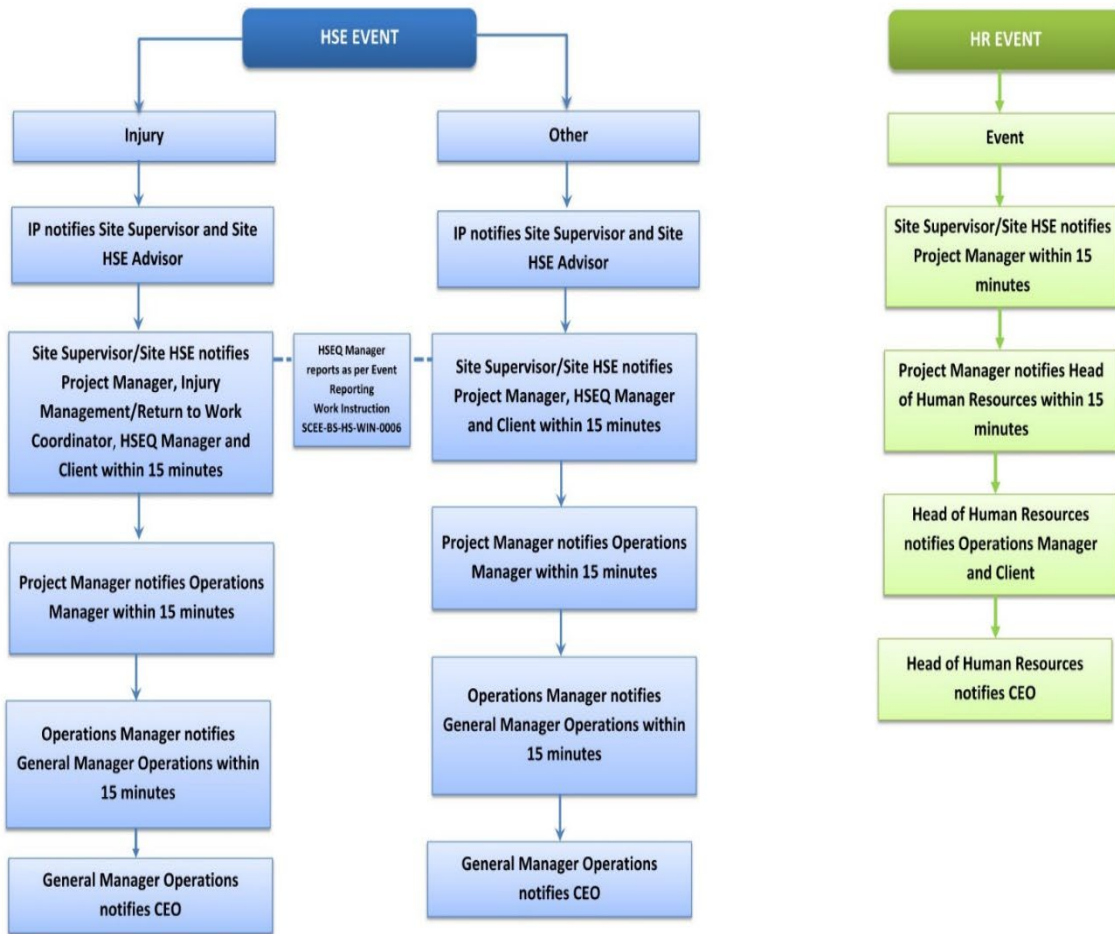 HSE EVENT
Injury
IP notifies Site Supervisor and Site
HSE Advisor
Site Supervisor/Site HSE notifies
Project Manager, Injury
Management/Return to Work
Coordinator, HSEQ Manager and
Client within 15 minutes
Project Manager notifies Operations
Manager within 15 minutes
Operations Manager notifies
General Manager Operations within
15 minutes
General Manager Operations
notifies CEO
HSEQ Manager
reports as per Event
Reporting
Work Instruction
SCEE-BS-HS-WIN-0006
Other
IP notifies Site Supervisor and Site
HSE Advisor
Site Supervisor/Site HSE notifies
Project Manager, HSEQ Manager
and Client within 15 minutes
Project Manager notifies Operations
Manager within 15 minutes
Operations Manager notifies
General Manager Operations within
15 minutes
General Manager Operations
notifies CEO
HR EVENT
Event
Site Supervisor/Site HSE notifies
Project Manager within 15
minutes
Project Manager notifies Head
of Human Resources within 15
minutes
Head of Human Resources
notifies Operations Manager
and Client
Head of Human Resources
notifies CEO